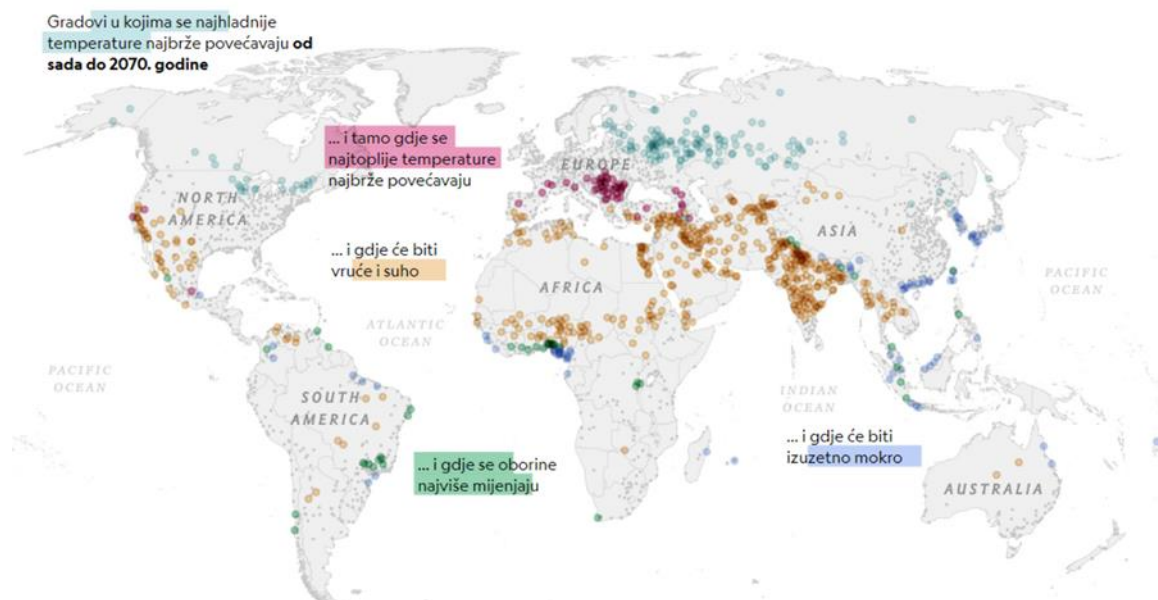 Gradovi u kojima se najhladnije
temperature najbrže povećavaju od
sada do 2070. godine
... i tamo gdje se
najtoplije temperature
najbrže povećavaju
EUROPE
NORTH
AMERICA
ASIA
... i gdje će biti
vruće i suho
AFRICA
PACIFIC
OCEAN
ATLANTIC
OCEAN
PACIFIC
OCEAN
SOUTH
AMERICA
INDIAN
OCEAN
... i gdje će biti
izuzetno mokro
... i gdje se oborine
najviše mijenjaju
AUSTRALIA